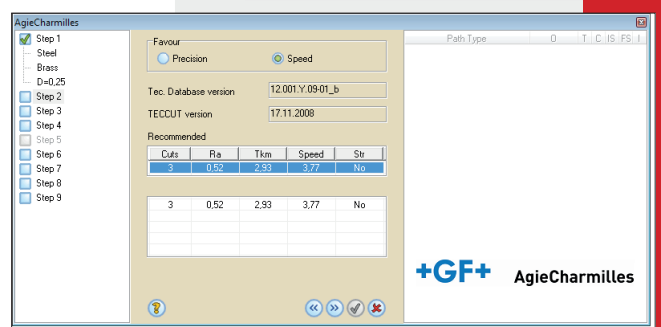 AgieCharmilles
Step 1
Steel
Brass
D=0,25
Step 2
Step 3
Step 4
Step 5
Step 6
Step 7
Step 8
Step 9
Favour
Precision Speed
Tec. Database version 12.001.Y.09-01_b
TECCUT version 17.11.2008
Recommended
Cuts Ra Tkm Speed Str
3 0,52 2,93 3,77 No
3 0,52 2,93 3,77 No
Path Type O T C IS FS I
+GF+ AgieCharmilles